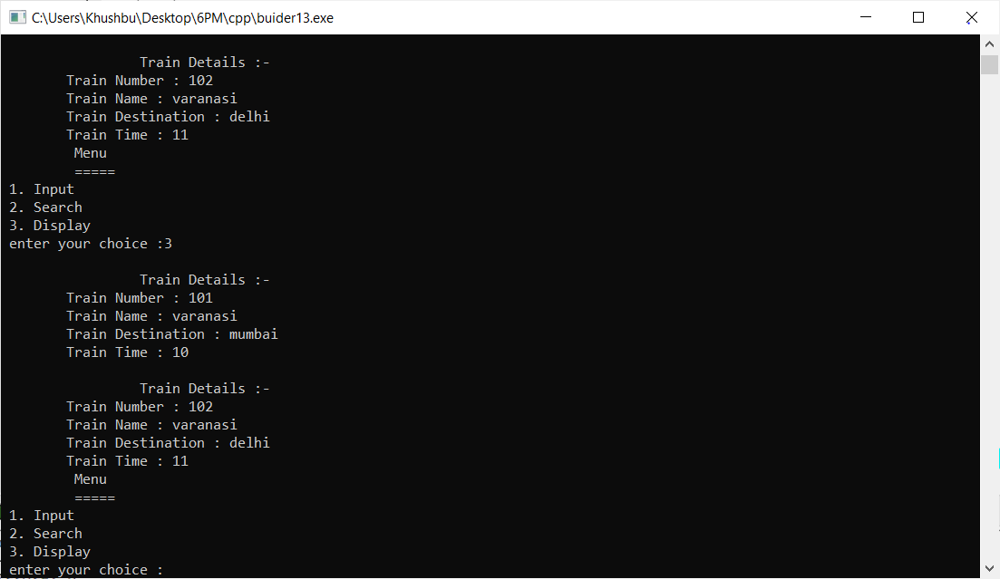 C:\Users\Khushbu\Desktop\6PM\cpp\buider13.exe
Train Details :-
Train Number : 102
Train Name : varanasi
Train Destination : delhi
Train Time : 11
Menu
=====
1. Input
2. Search
3. Display
enter your choice :3
Train Details :-
Train Number : 101
Train Name : varanasi
Train Destination : mumbai
Train Time : 10
Train Details :-
Train Number : 102
Train Name : varanasi
Train Destination : delhi
Train Time : 11
Menu
=====
1. Input
2. Search
3. Display
enter your choice :